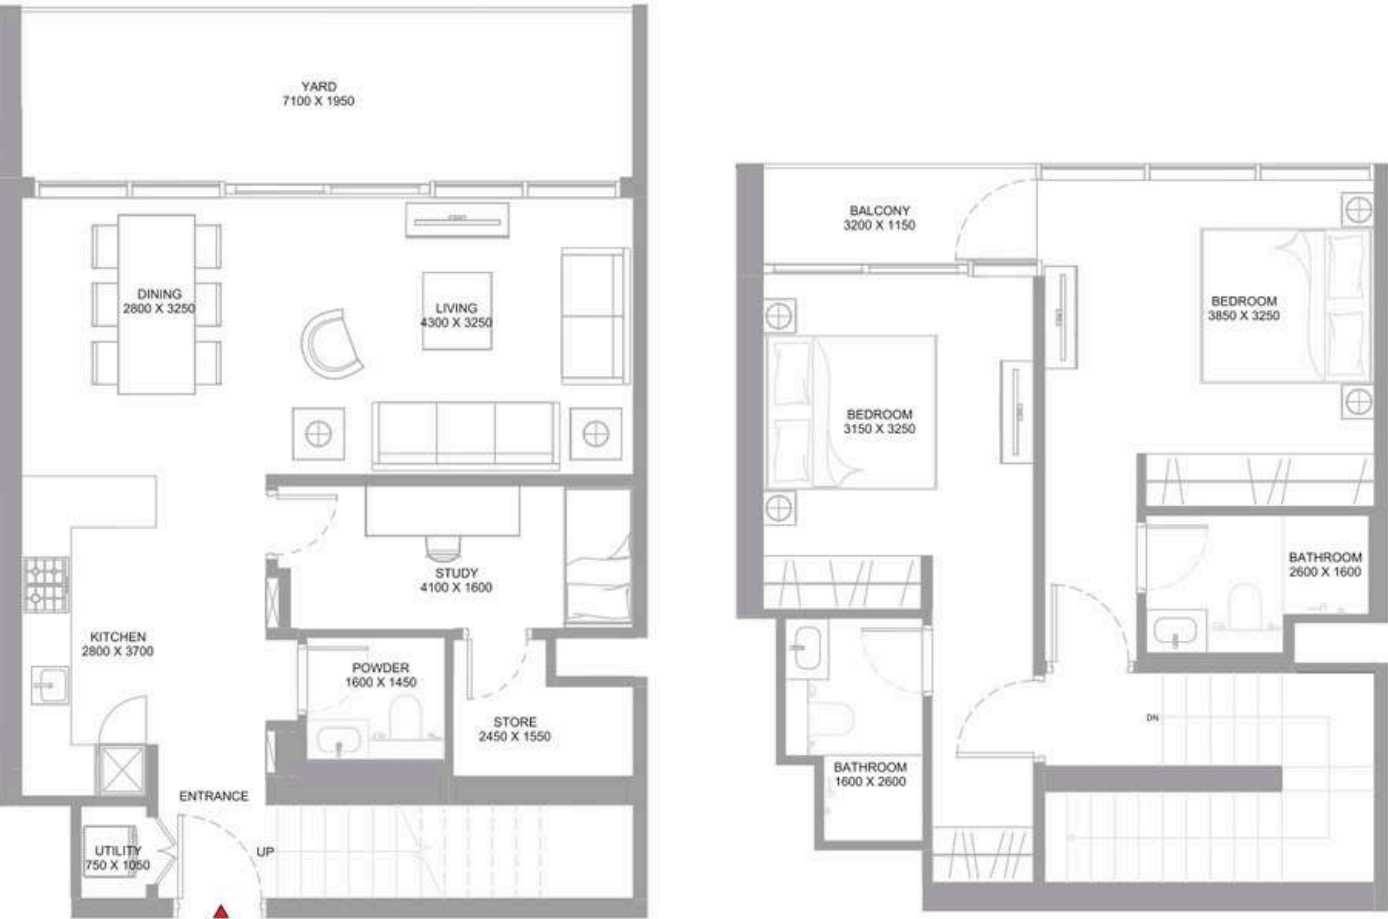 YARD
7100 X 1950
DINING
2800 X 3250
LIVING
4300 X 3250
STUDY
4100 X 1600
KITCHEN
2800 X 3700
POWDER
1600 X 1450
STORE
2450 X 1550
ENTRANCE
UTILITY
750 X 1050
UP
BALCONY
3200 X 1150
BEDROOM
3850 X 3250
BEDROOM
3150 X 3250
BATHROOM
2600 X 1600
DN
BATHROOM
1600 X 2600